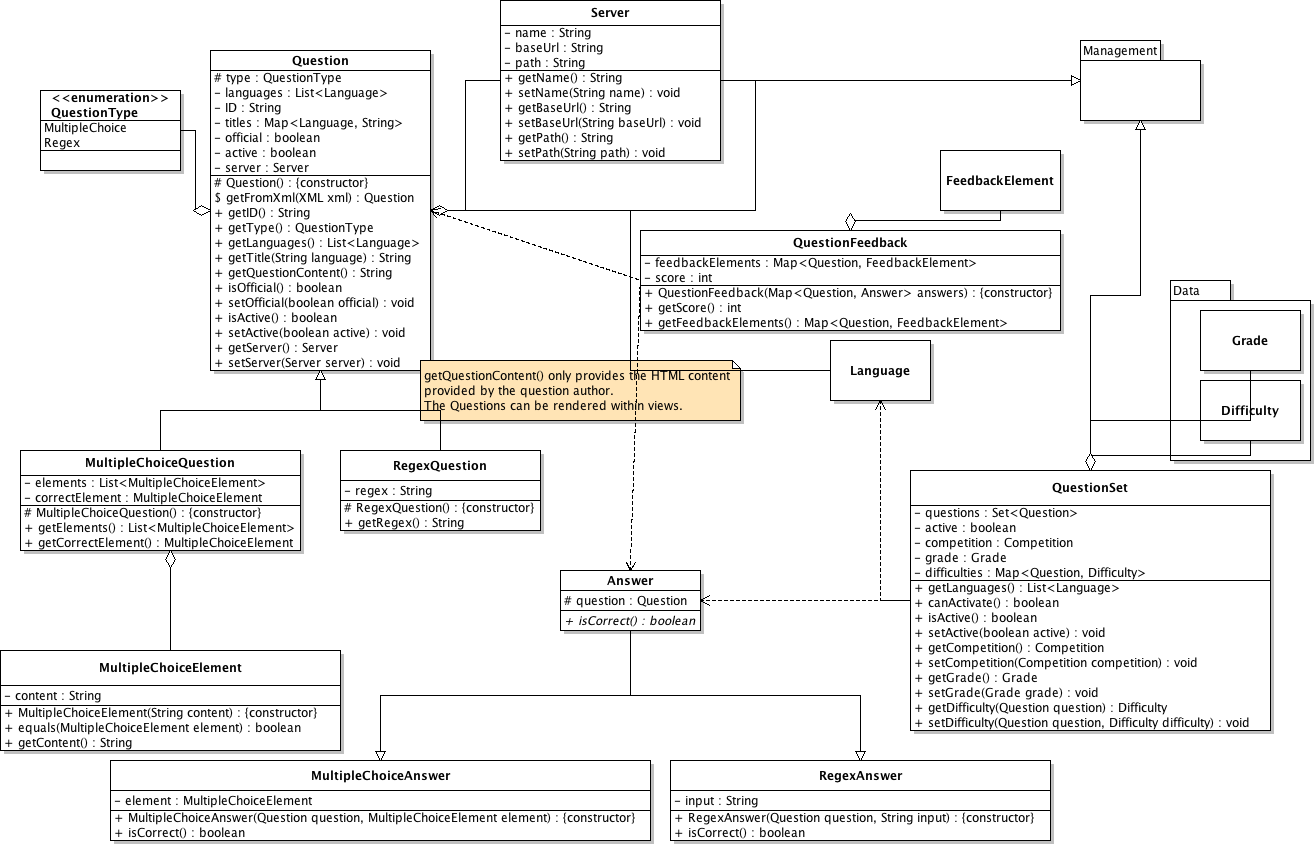 Server
- name : String
- baseUrl : String
- path : String
+ getName() : String
+ setName(String name) : void
+ getBaseUrl() : String
+ setBaseUrl(String baseUrl) : void
+ getPath() : String
+ setPath(String path) : void
Management
Question
# type : QuestionType
- languages : List<Language>
- ID : String
- titles : Map<Language, String>
- official : boolean
- active : boolean
- server : Server
# Question() : {constructor}
$ getFromXml(XML xml) : Question
+ getID() : String
+ getType() : QuestionType
+ getLanguages() : List<Language>
+ getTitle(String language) : String
+ getQuestionContent() : String
+ isOfficial() : boolean
+ setOfficial(boolean official) : void
+ isActive() : boolean
+ setActive(boolean active) : void
+ getServer() : Server
+ setServer(Server server) : void
<<enumeration>>
QuestionType
MultipleChoice
Regex
FeedbackElement
QuestionFeedback
- feedbackElements : Map<Question, FeedbackElement>
- score : int
+ QuestionFeedback(Map<Question, Answer> answers) : {constructor}
+ getScore() : int
+ getFeedbackElements() : Map<Question, FeedbackElement>
Data
Grade
Difficulty
Language
getQuestionContent() only provides the HTML content
provided by the question author.
The Questions can be rendered within views.
MultipleChoiceQuestion
- elements : List<MultipleChoiceElement>
- correctElement : MultipleChoiceElement
# MultipleChoiceQuestion() : {constructor}
+ getElements() : List<MultipleChoiceElement>
+ getCorrectElement() : MultipleChoiceElement
RegexQuestion
- regex : String
# RegexQuestion() : {constructor}
+ getRegex() : String
QuestionSet
- questions : Set<Question>
- active : boolean
- competition : Competition
- grade : Grade
- difficulties : Map<Question, Difficulty>
+ getLanguages() : List<Language>
+ canActivate() : boolean
+ isActive() : boolean
+ setActive(boolean active) : void
+ getCompetition() : Competition
+ setCompetition(Competition competition) : void
+ getGrade() : Grade
+ setGrade(Grade grade) : void
+ getDifficulty(Question question) : Difficulty
+ setDifficulty(Question question, Difficulty difficulty) : void
Answer
# question : Question
+ isCorrect() : boolean
MultipleChoiceElement
- content : String
+ MultipleChoiceElement(String content) : {constructor}
+ equals(MultipleChoiceElement element) : boolean
+ getContent() : String
MultipleChoiceAnswer
- element : MultipleChoiceElement
+ MultipleChoiceAnswer(Question question, MultipleChoiceElement element) : {constructor}
+ isCorrect() : boolean
RegexAnswer
- input : String
+ RegexAnswer(Question question, String input) : {constructor}
+ isCorrect() : boolean